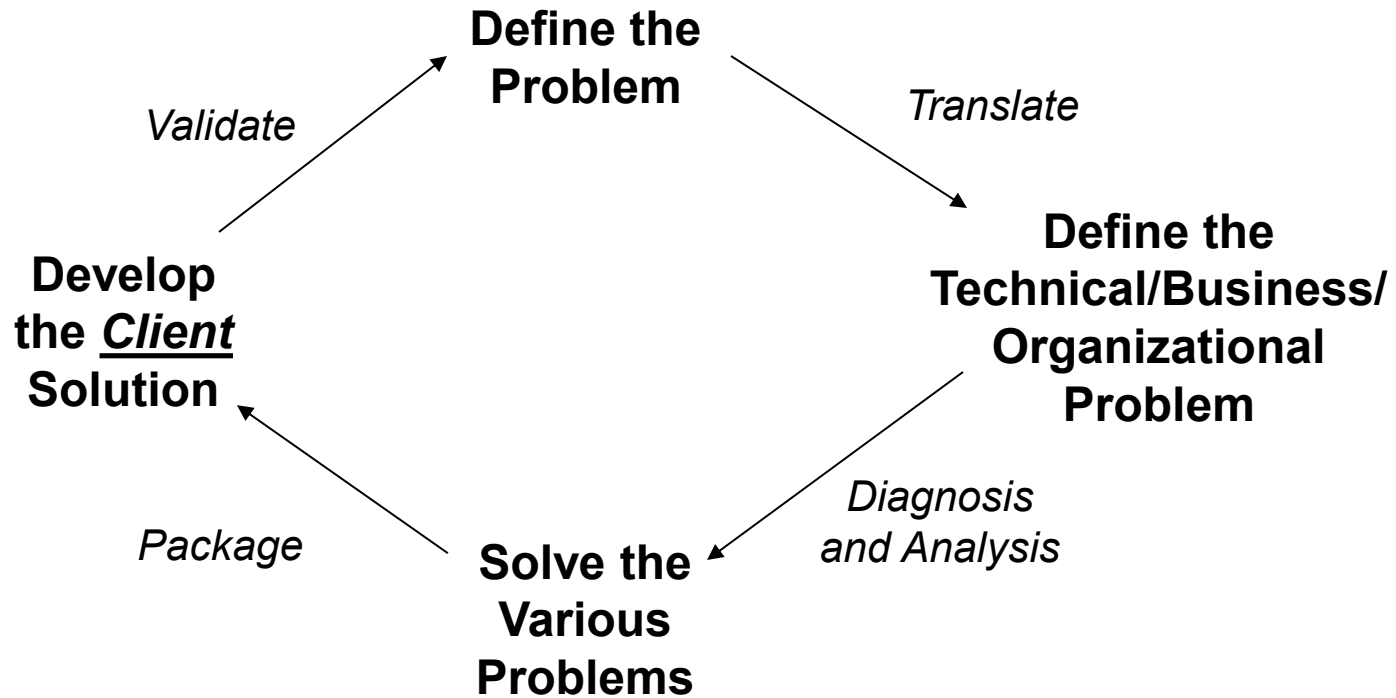 Define the
Problem
Validate
Translate
Develop
the Client
Solution
Define the
Technical/Business/
Organizational
Problem
Package
Diagnosis
and Analysis
Solve the
Various
Problems